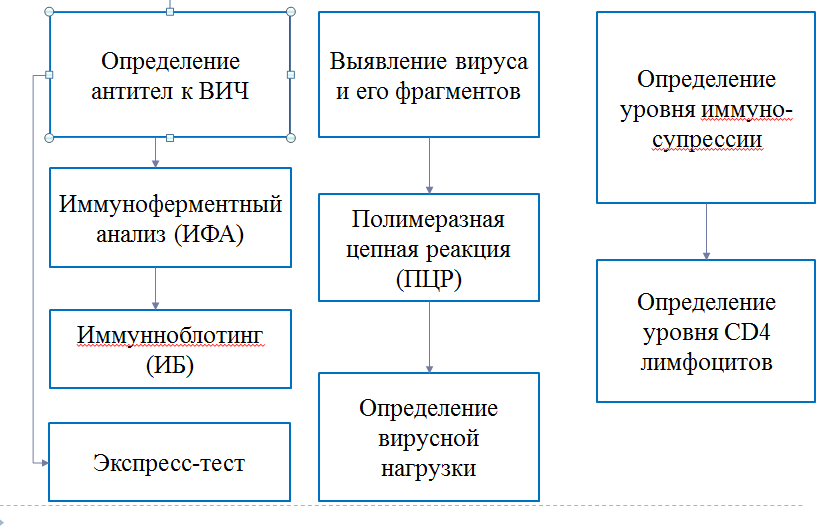 Определение
антител к ВИЧ
Иммуноферментный
анализ (ИФА)
Иммунноблотинг
(ИБ)
Экспресс-тест
Выявление вируса
и его фрагментов
Полимеразная
цепная реакция
(ПЦР)
Определение
вирусной
нагрузки
Определение
уровня иммуно-
супрессии
Определение
уровня CD4
лимфоцитов